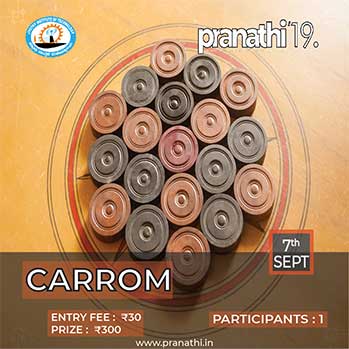 pranathi'19.
7th
SEPT
CARROM
ENTRY FEE : ₹30
PRIZE : ₹300
PARTICIPANTS : 1
www.pranathi.in